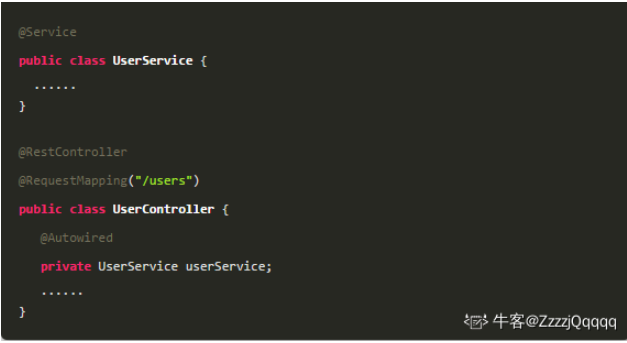 @Service
public class UserService {
......
}
@RestController
@RequestMapping("/users")
public class UserController {
@Autowired
private UserService userService;
......
}
牛客@ZzzzjQqqqq